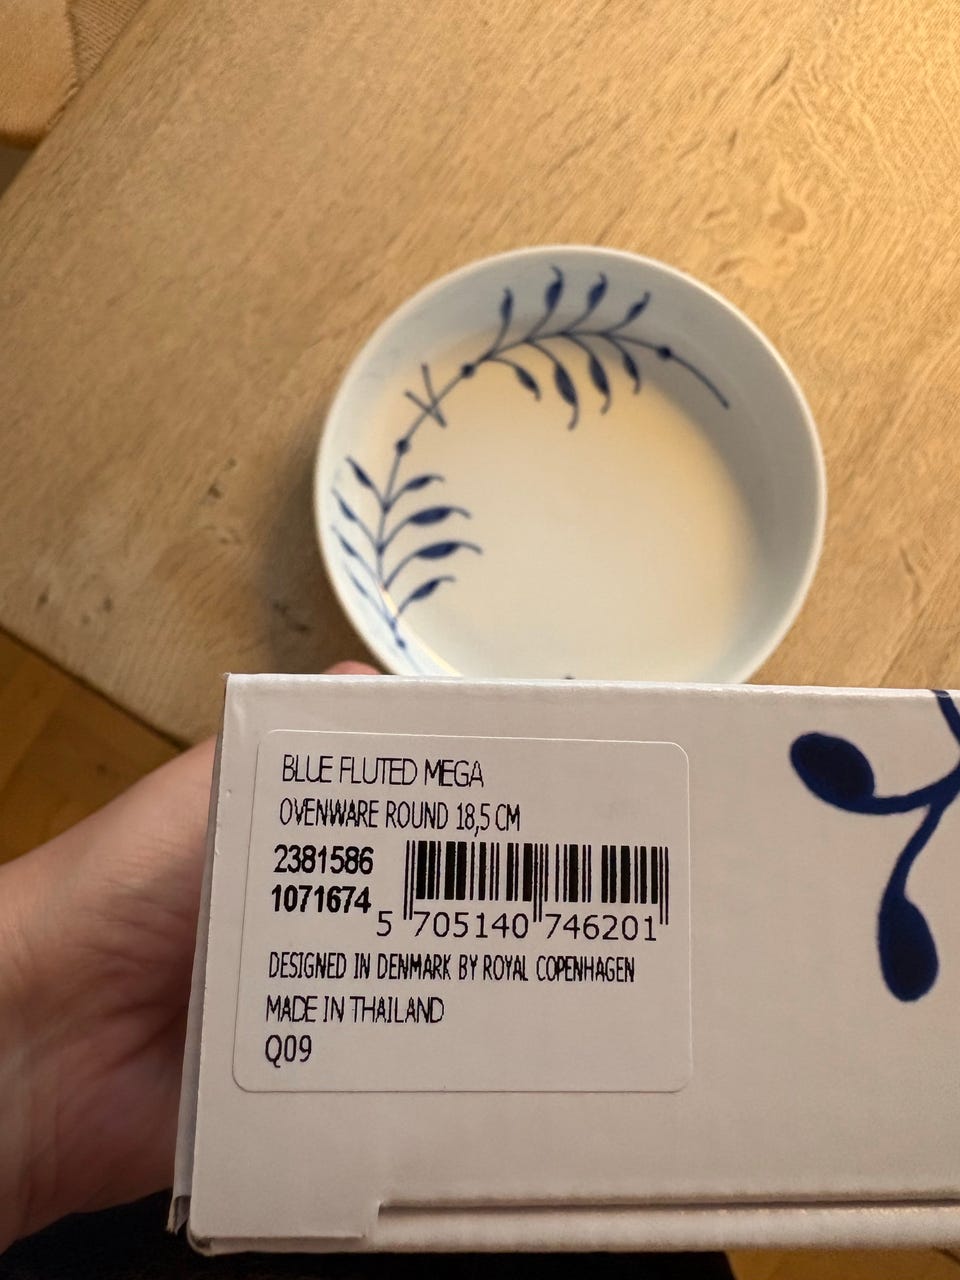 BLUE FLUTED MEGA
OVENWARE ROUND 18,5 CM
2381586
1071674
5 705140 746201
DESIGNED IN DENMARK BY ROYAL COPENHAGEN
MADE IN THAILAND
Q09